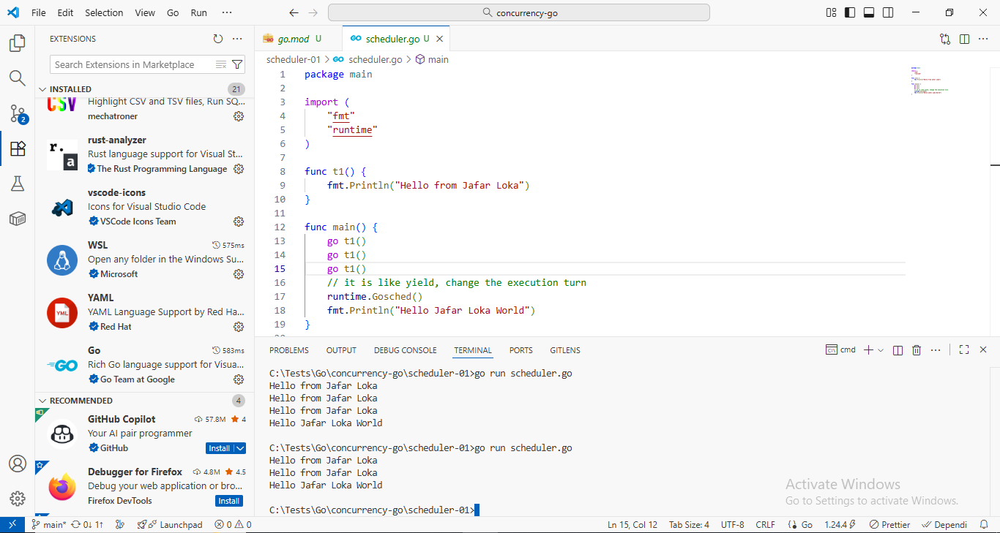 File Edit Selection View Go Run ···
concurrency-go
EXTENSIONS
Search Extensions in Marketplace
INSTALLED 21
CSV
Highlight CSV and TSV files, Run SQ...
mechatroner
r.
a
rust-analyzer
Rust language support for Visual St...
The Rust Programming Language
vscode-icons
Icons for Visual Studio Code
VSCode Icons Team
WSL 575ms
Open any folder in the Windows Su...
Microsoft
YML
YAML
YAML Language Support by Red Ha...
Red Hat
GO
Go 583ms
Rich Go language support for Visua...
Go Team at Google
RECOMMENDED 4
GitHub Copilot 57.8M 4
Your AI pair programmer
GitHub Install
Debugger for Firefox 4.8M 4.5
Debug your web application or bro...
Firefox DevTools Install
2
go.mod U
GO scheduler.go U
scheduler-01 > GO scheduler.go > main
1 package main
2
3 import (
4 "fmt"
5 "runtime"
6 )
7
8 func t1() {
9 fmt.Println("Hello from Jafar Loka")
10 }
11
12 func main() {
13 go t1()
14 go t1()
15 go t1()
16 // it is like yield, change the execution turn
17 runtime.Gosched()
18 fmt.Println("Hello Jafar Loka World")
19 }
PROBLEMS OUTPUT DEBUG CONSOLE TERMINAL PORTS GITLENS
cmd
C:\Tests\Go\concurrency-go\scheduler-01>go run scheduler.go
Hello from Jafar Loka
Hello from Jafar Loka
Hello from Jafar Loka
Hello Jafar Loka World
C:\Tests\Go\concurrency-go\scheduler-01>go run scheduler.go
Hello from Jafar Loka
Hello from Jafar Loka
Hello Jafar Loka World
C:\Tests\Go\concurrency-go\scheduler-01>
Activate Windows
Go to Settings to activate Windows.
main* 0↓ 1↑ Launchpad 0 0
Ln 15, Col 12 Tab Size: 4 UTF-8 CRLF Go 1.24.4 Prettier Dependi